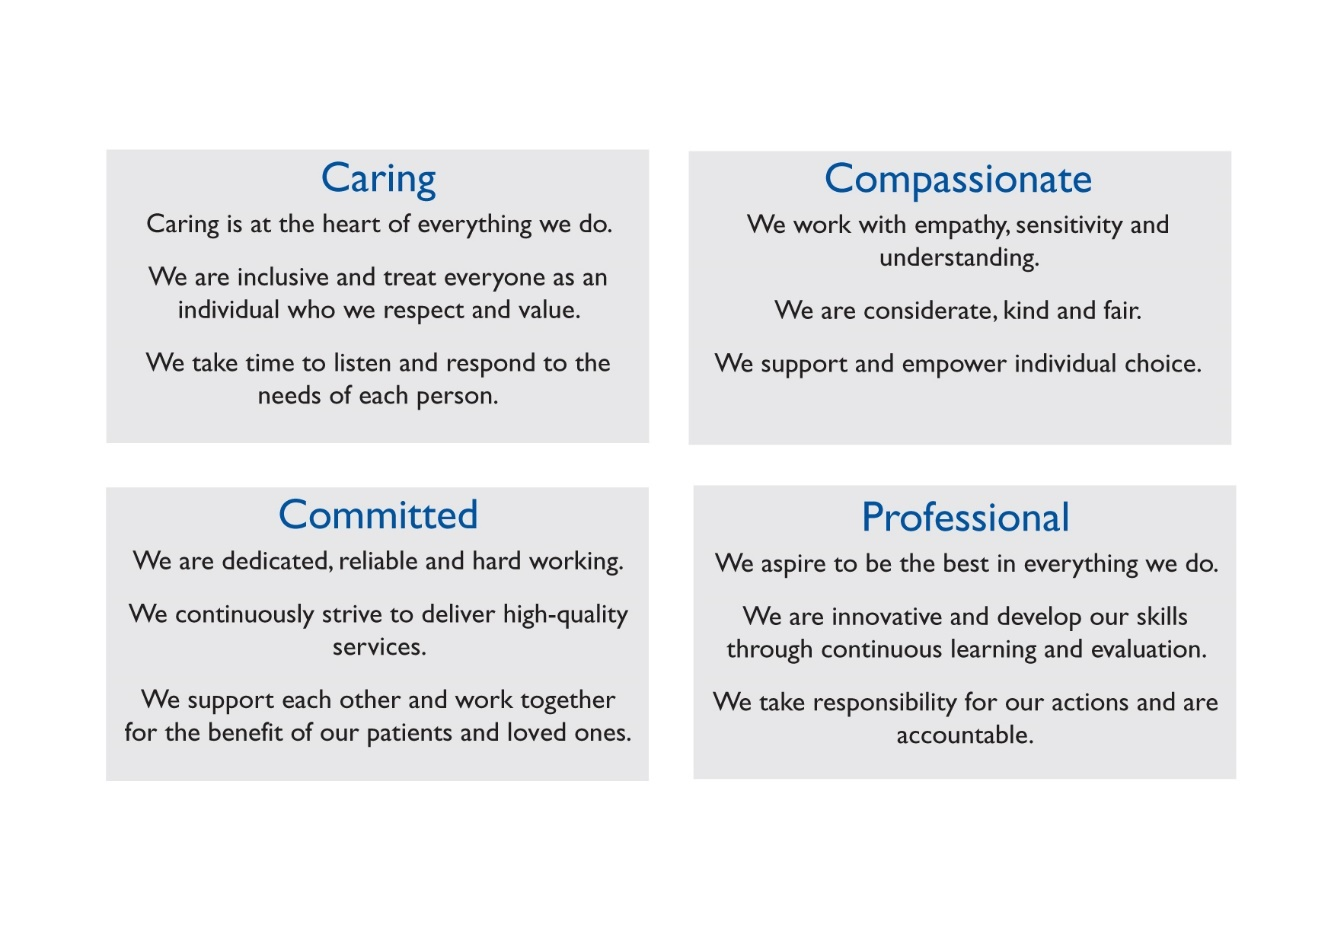 Caring
Caring is at the heart of everything we do.
We are inclusive and treat everyone as an
individual who we respect and value.
We take time to listen and respond to the
needs of each person.
Compassionate
We work with empathy, sensitivity and
understanding.
We are considerate, kind and fair.
We support and empower individual choice.
Committed
We are dedicated, reliable and hard working.
We continuously strive to deliver high-quality
services.
We support each other and work together
for the benefit of our patients and loved ones.
Professional
We aspire to be the best in everything we do.
We are innovative and develop our skills
through continuous learning and evaluation.
We take responsibility for our actions and are
accountable.